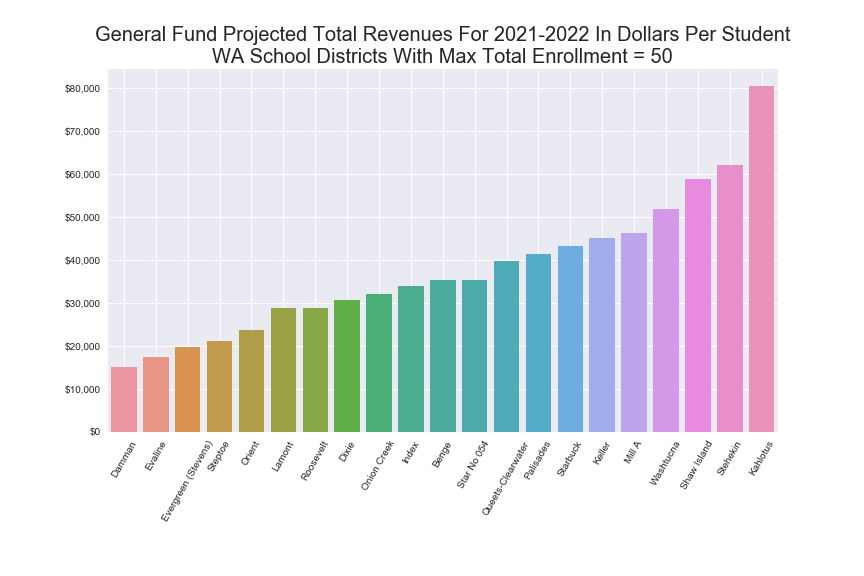 General Fund Projected Total Revenues For 2021-2022 In Dollars Per Student
WA School Districts With Max Total Enrollment = 50
$80,000
$70,000
$60,000
$50,000
$40,000
$30,000
$20,000
$10,000
$0
Damman
Evaline
Evergreen (Stevens)
Steptoe
Orient
Lamont
Roosevelt
Dixie
Onion Creek
Index
Benge
Star No 054
Queets-Clearwater
Palisades
Starbuck
Keller
Mill A
Washtucna
Shaw Island
Stehekin
Kahlotus